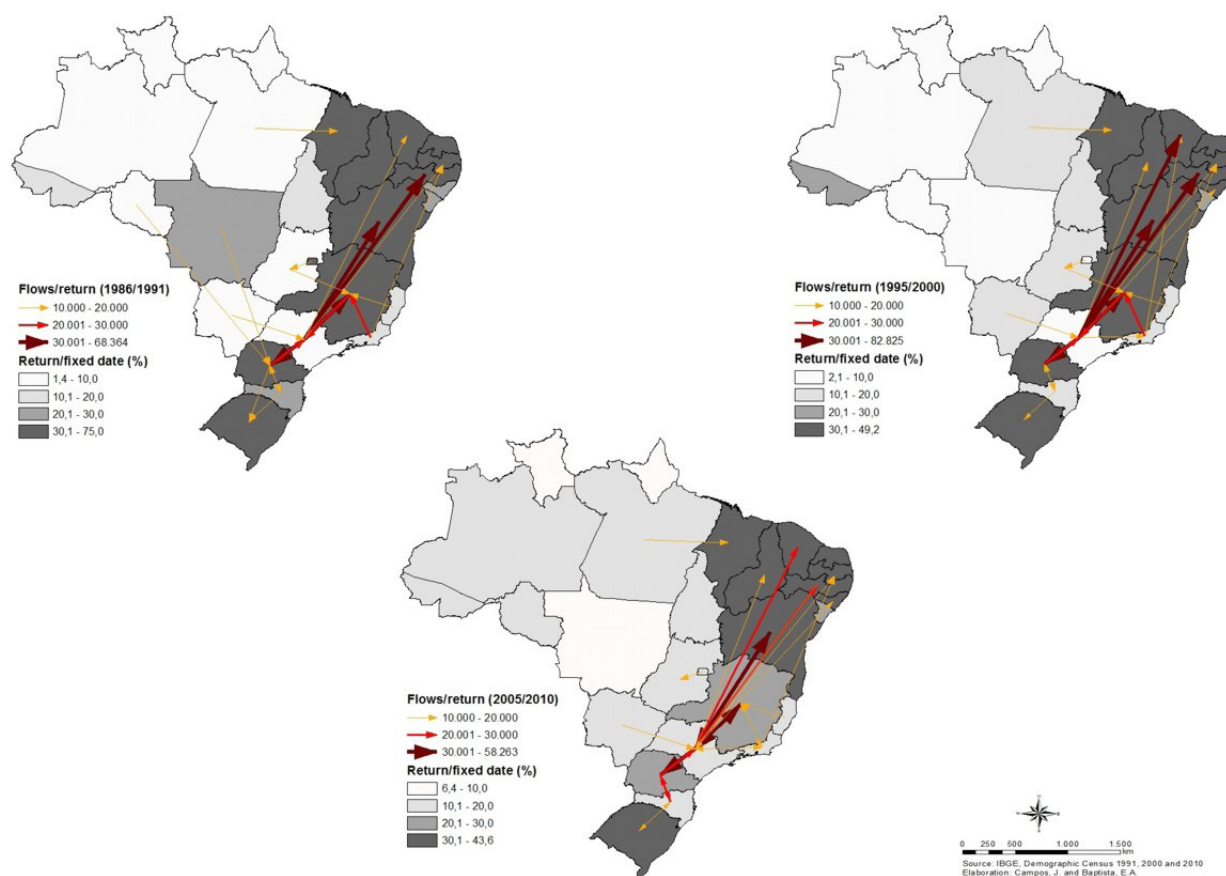 Flows/return (1986/1991)
10.000 - 20.000
20.001 - 30.000
30.001 - 68.364
Return/fixed date (%)
1,4 - 10,0
10,1 - 20,0
20,1 - 30,0
30,1 - 75,0
Flows/return (1995/2000)
10.000 - 20.000
20.001 - 30.000
30.001 - 82.825
Return/fixed date (%)
2,1 - 10,0
10,1 - 20,0
20,1 - 30,0
30,1 - 49,2
Flows/return (2005/2010)
10.000 - 20.000
20.001 - 30.000
30.001 - 58.263
Return/fixed date (%)
6,4 - 10,0
10,1 - 20,0
20,1 - 30,0
30,1 - 43,6
0 250 500 1.000 1.500
km
Source: IBGE, Demographic Census 1991, 2000 and 2010
Elaboration: Campos, J. and Baptista, E.A.